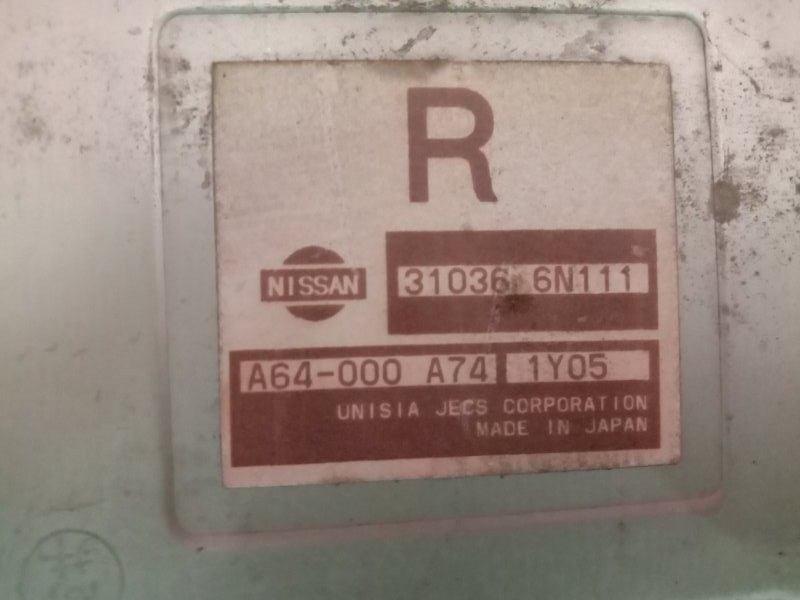 R
NISSAN
31036 6N111
A64-000 A74 1Y05
UNISIA JECS CORPORATION
MADE IN JAPAN